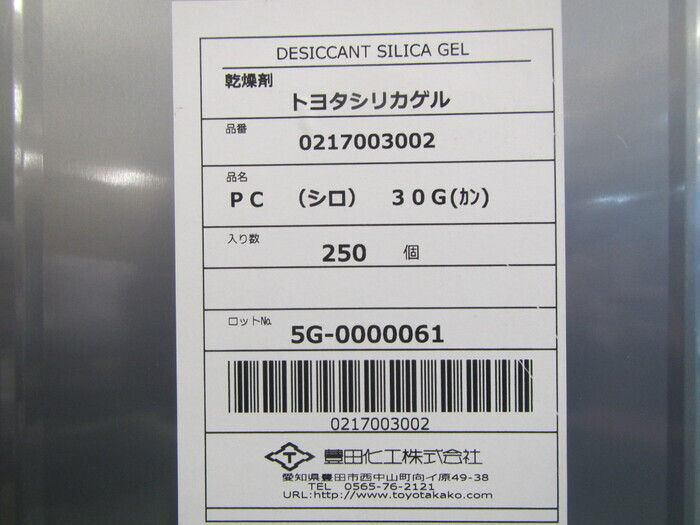 DESICCANT SILICA GEL
乾燥剤
トヨタシリカゲル
品番
0217003002
品名
ＰＣ　（シロ）　３０Ｇ(ｶﾝ)
入り数
250　個
ロット№
5G-0000061
0217003002
T 豊田化工株式会社
愛知県豊田市西中山町向イ原49-38
TEL 0565-76-2121
URL:http://www.toyotakako.com